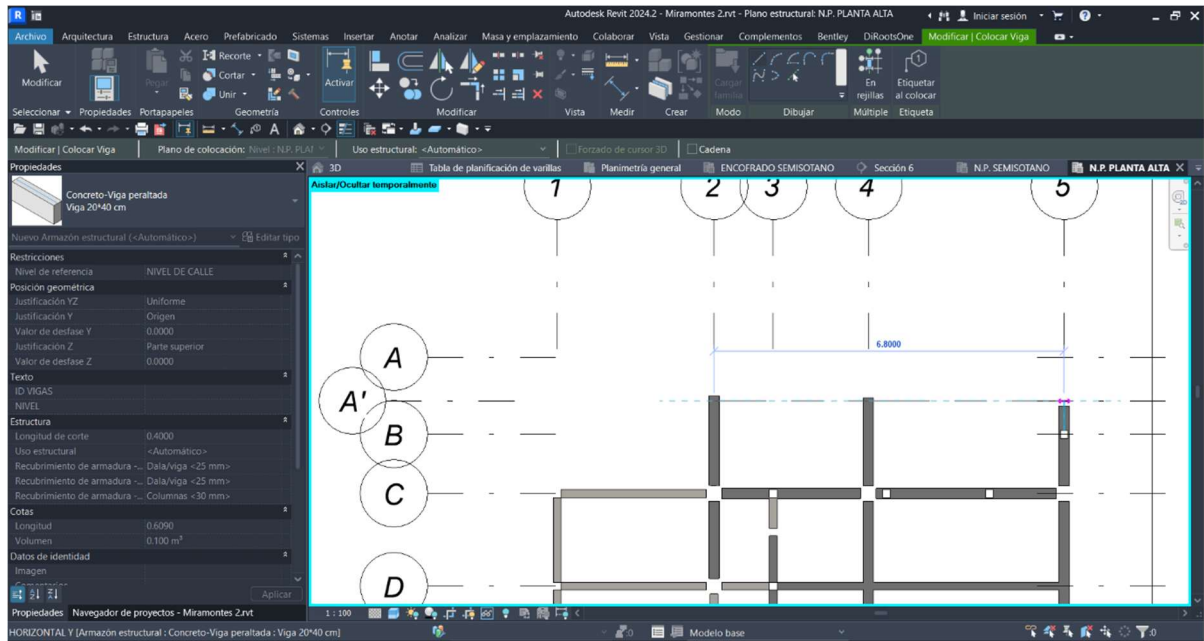 Autodesk Revit 2024.2 - Miramontes 2.rvt - Plano estructural: N.P. PLANTA ALTA
Iniciar sesión
Archivo Arquitectura Estructura Acero Prefabricado Sistemas Insertar Anotar Analizar Masa y emplazamiento Colaborar Vista Gestionar Complementos Bentley DiRootsOne Modificar | Colocar Viga
Modificar Pegar Recorte Cortar Unir Activar Cargar familia En rejillas Etiquetar al colocar
Seleccionar Propiedades Portapapeles Geometría Controles Modificar Vista Medir Crear Modo Dibujar Múltiple Etiqueta
Modificar | Colocar Viga Plano de colocación: Nivel : N.P. PLAI Uso estructural: <Automático> Forzado de cursor 3D Cadena
Propiedades X 3D Tabla de planificación de varillas Planimetría general ENCOFRADO SEMISOTANO Sección 6 N.P. SEMISOTANO N.P. PLANTA ALTA X
Aislar/Ocultar temporalmente
Concreto-Viga peraltada
Viga 20*40 cm
Nuevo Armazón estructural (<Automático>) Editar tipo
Restricciones
Nivel de referencia NIVEL DE CALLE
Posición geométrica
Justificación YZ Uniforme
Justificación Y Origen
Valor de desfase Y 0.0000
Justificación Z Parte superior
Valor de desfase Z 0.0000
Texto
ID VIGAS
NIVEL
Estructura
Longitud de corte 0.4000
Uso estructural <Automático>
Recubrimiento de armadura -... Dala/viga <25 mm>
Recubrimiento de armadura -... Dala/viga <25 mm>
Recubrimiento de armadura -... Columnas <30 mm>
Cotas
Longitud 0.6090
Volumen 0.100 m³
Datos de identidad
Imagen
Comentarios
Aplicar
Propiedades Navegador de proyectos - Miramontes 2.rvt
1 2 3 4 5
6.8000
A
A'
B
C
D
1 : 100
HORIZONTAL Y [Armazón estructural : Concreto-Viga peraltada : Viga 20*40 cm] :0 Modelo base :0